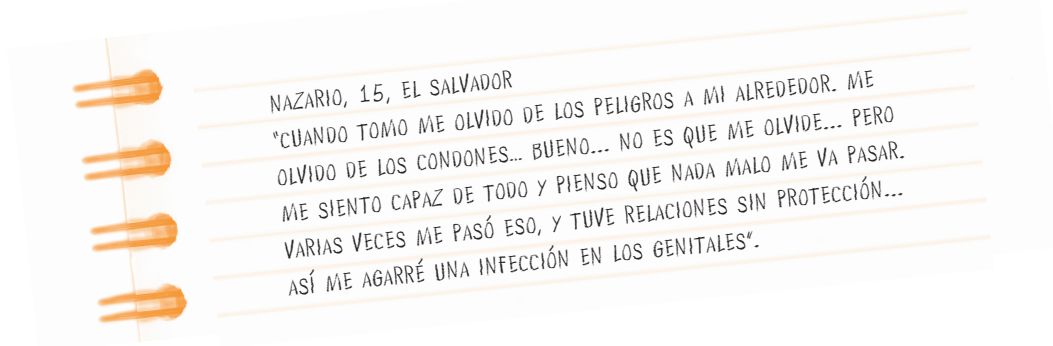 NAZARIO, 15, EL SALVADOR
"CUANDO TOMO ME OLVIDO DE LOS PELIGROS A MI ALREDEDOR. ME
OLVIDO DE LOS CONDONES... BUENO... NO ES QUE ME OLVIDE... PERO
ME SIENTO CAPAZ DE TODO Y PIENSO QUE NADA MALO ME VA PASAR.
VARIAS VECES ME PASÓ ESO, Y TUVE RELACIONES SIN PROTECCIÓN...
ASÍ ME AGARRÉ UNA INFECCIÓN EN LOS GENITALES".